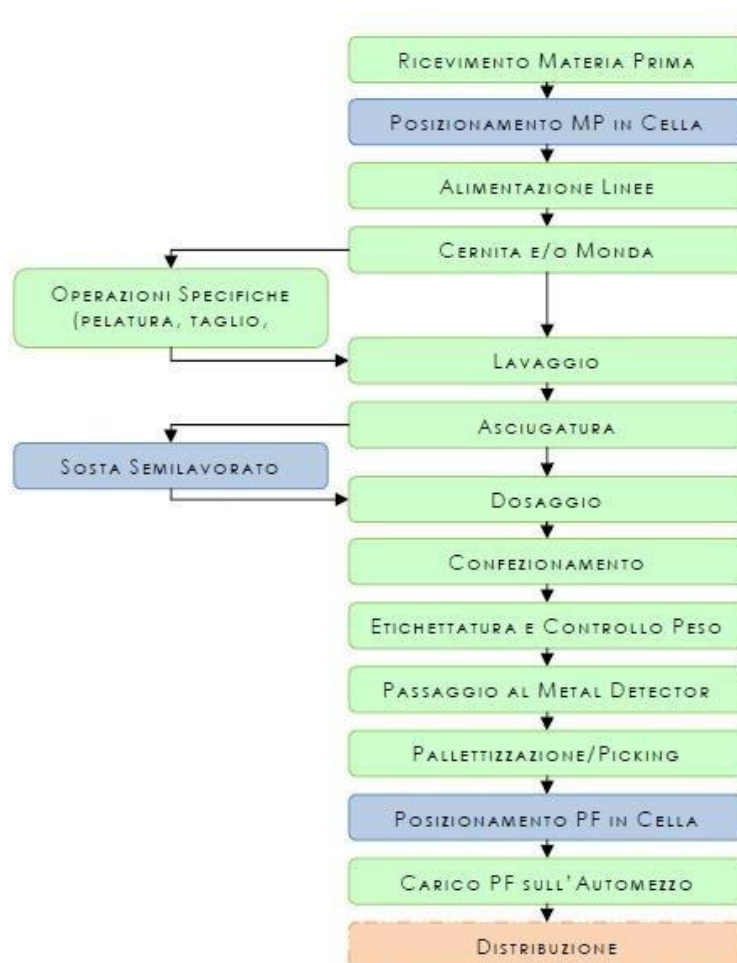 Ricevimento Materia Prima
Posizionamento MP in Cella
Alimentazione Linee
Cernita e/o Monda
Operazioni Specifiche
(pelatura, taglio,
Lavaggio
Asciugatura
Sosta Semilavorato
Dosaggio
Confezionamento
Etichettatura e Controllo Peso
Passaggio al Metal Detector
Pallettizzazione/Picking
Posizionamento PF in Cella
Carico PF sull'Automezzo
Distribuzione